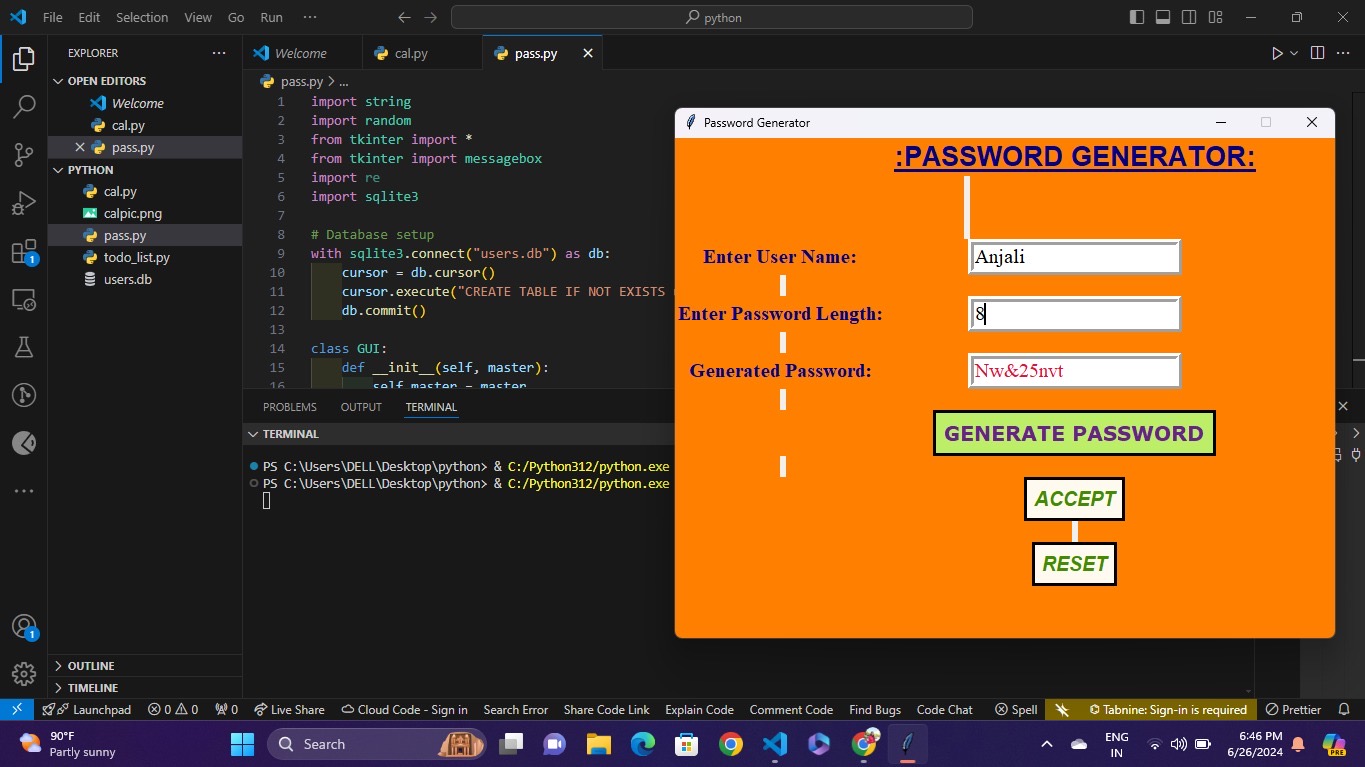 File Edit Selection View Go Run ··· python
EXPLORER ···
OPEN EDITORS
Welcome
cal.py
pass.py
PYTHON
cal.py
calpic.png
pass.py
todo_list.py
users.db
OUTLINE
TIMELINE
Welcome cal.py pass.py
pass.py > ...
1 import string
2 import random
3 from tkinter import *
4 from tkinter import messagebox
5 import re
6 import sqlite3
7
8 # Database setup
9 with sqlite3.connect("users.db") as db:
10 cursor = db.cursor()
11 cursor.execute("CREATE TABLE IF NOT EXISTS
12 db.commit()
13
14 class GUI:
15 def __init__(self, master):
16 self.master = master
PROBLEMS OUTPUT TERMINAL
TERMINAL
PS C:\Users\DELL\Desktop\python> & C:/Python312/python.exe
PS C:\Users\DELL\Desktop\python> & C:/Python312/python.exe
Password Generator
:PASSWORD GENERATOR:
Enter User Name: Anjali
Enter Password Length: 8
Generated Password: Nw&25nvt
GENERATE PASSWORD
ACCEPT
RESET
1
1
Launchpad 0 0 0 Live Share Cloud Code - Sign in Search Error Share Code Link Explain Code Comment Code Find Bugs Code Chat Spell Tabnine: Sign-in is required Prettier
90°F
Partly sunny
Search
ENG
IN
6:46 PM
6/26/2024
PRE